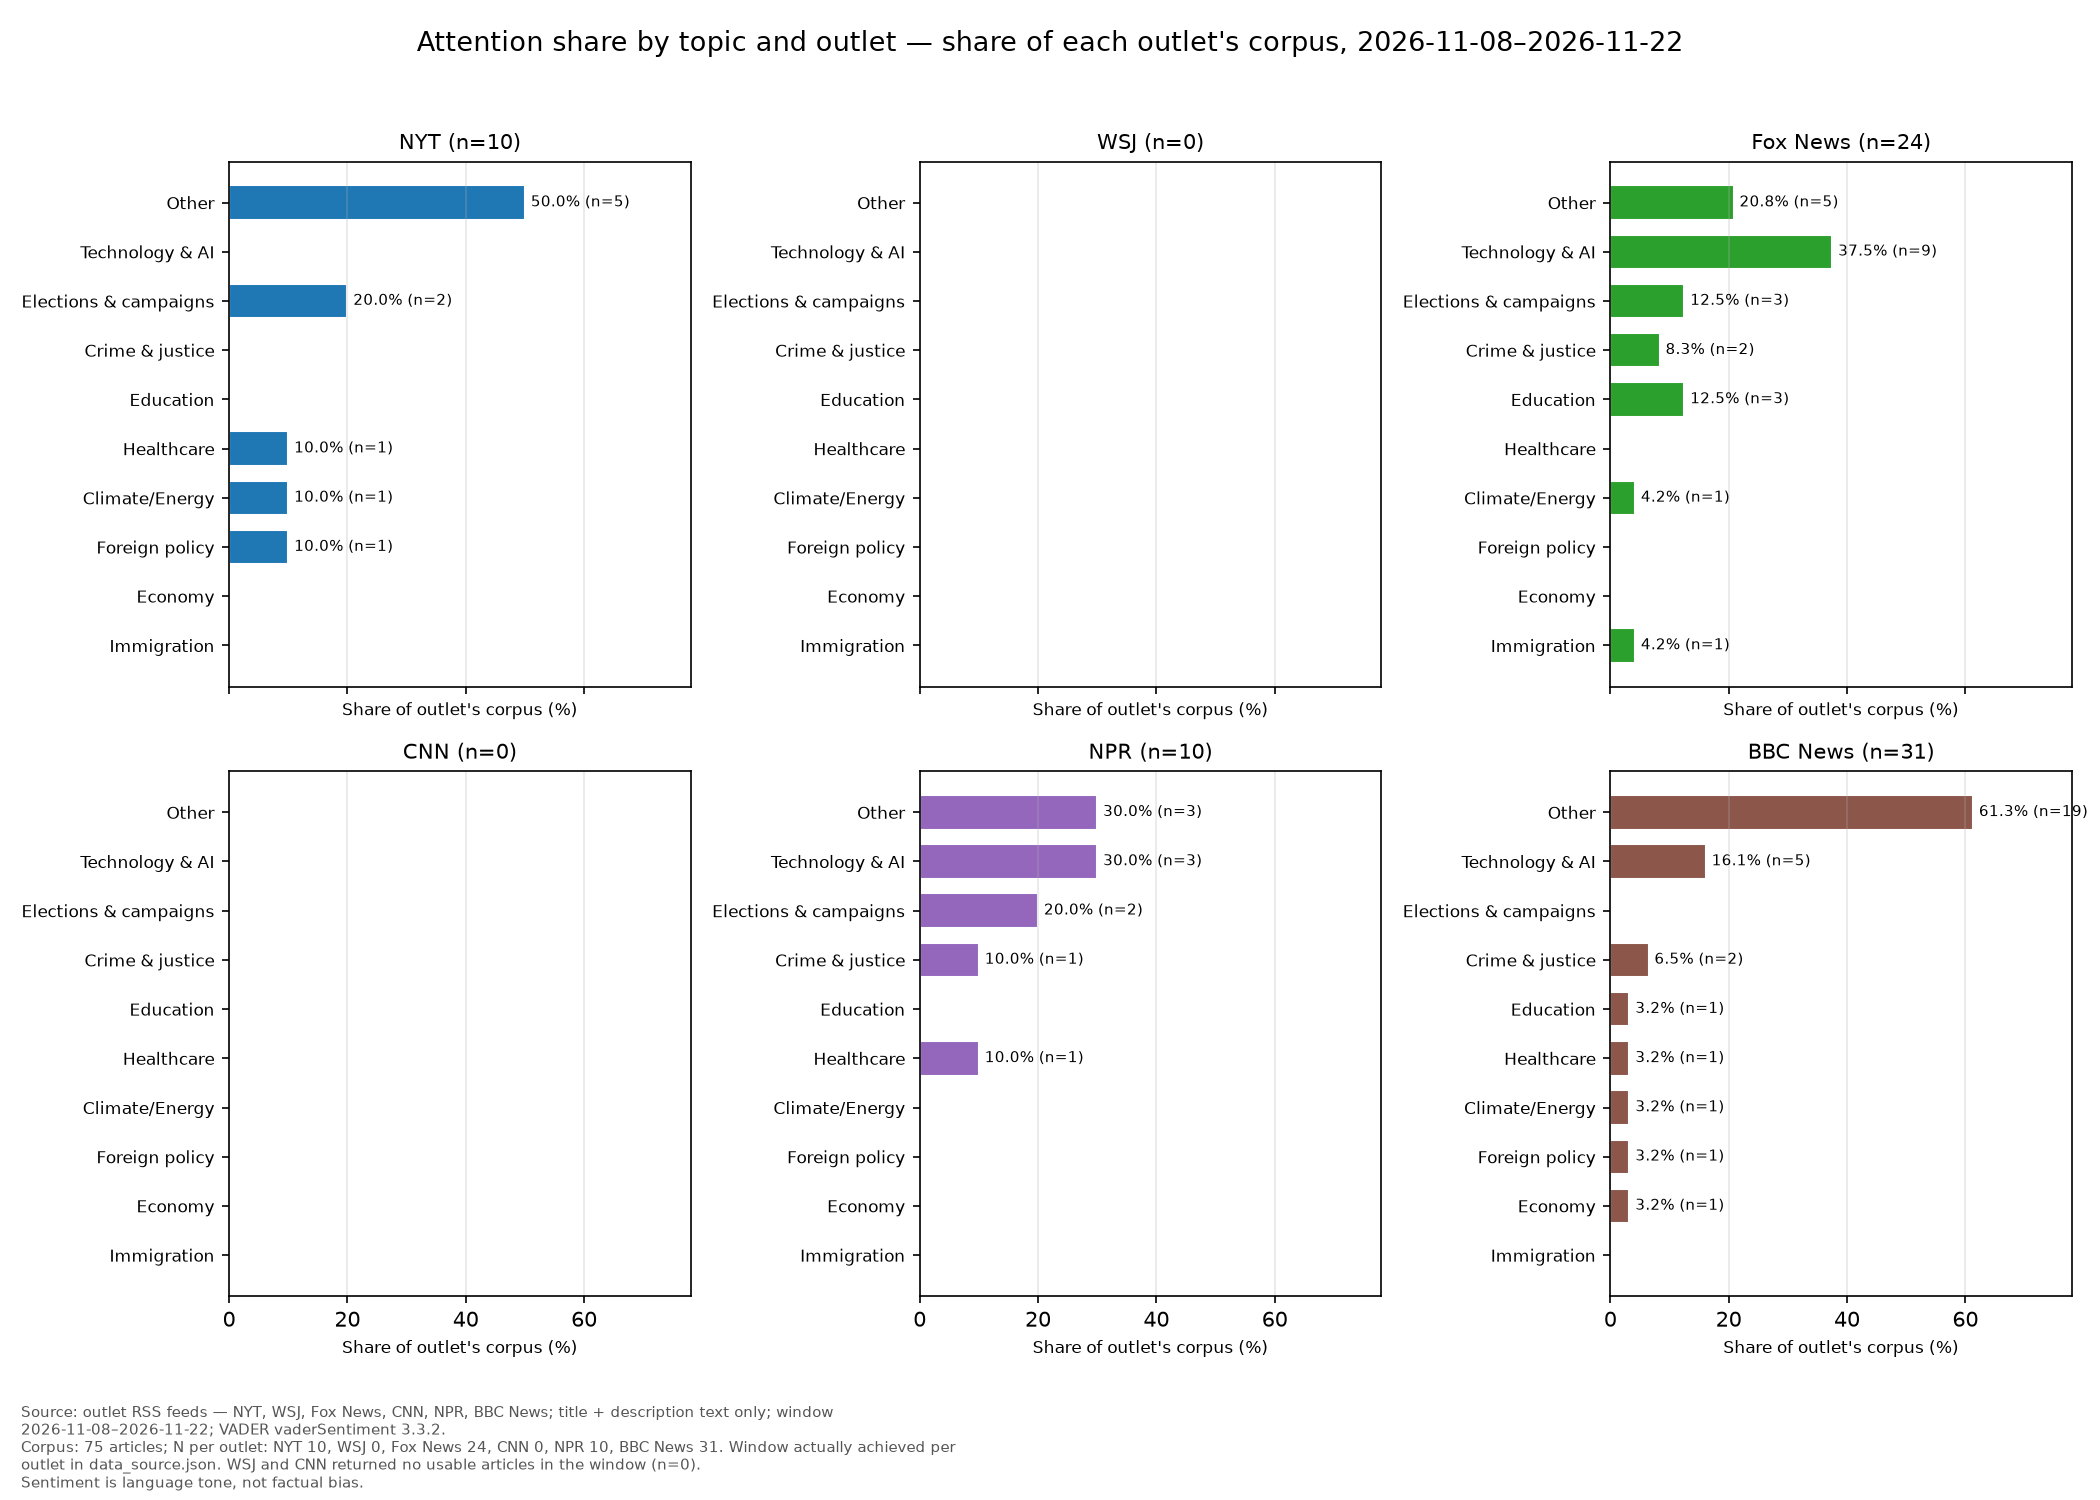 Attention share by topic and outlet — share of each outlet's corpus, 2026-11-08–2026-11-22
NYT (n=10)
Other
50.0% (n=5)
Technology & AI
Elections & campaigns
20.0% (n=2)
Crime & justice
Education
Healthcare
10.0% (n=1)
Climate/Energy
10.0% (n=1)
Foreign policy
10.0% (n=1)
Economy
Immigration
Share of outlet's corpus (%)
WSJ (n=0)
Other
Technology & AI
Elections & campaigns
Crime & justice
Education
Healthcare
Climate/Energy
Foreign policy
Economy
Immigration
Share of outlet's corpus (%)
Fox News (n=24)
Other
20.8% (n=5)
Technology & AI
37.5% (n=9)
Elections & campaigns
12.5% (n=3)
Crime & justice
8.3% (n=2)
Education
12.5% (n=3)
Healthcare
Climate/Energy
4.2% (n=1)
Foreign policy
Economy
Immigration
4.2% (n=1)
Share of outlet's corpus (%)
CNN (n=0)
Other
Technology & AI
Elections & campaigns
Crime & justice
Education
Healthcare
Climate/Energy
Foreign policy
Economy
Immigration
0 20 40 60
Share of outlet's corpus (%)
NPR (n=10)
Other
30.0% (n=3)
Technology & AI
30.0% (n=3)
Elections & campaigns
20.0% (n=2)
Crime & justice
10.0% (n=1)
Education
Healthcare
10.0% (n=1)
Climate/Energy
Foreign policy
Economy
Immigration
0 20 40 60
Share of outlet's corpus (%)
BBC News (n=31)
Other
61.3% (n=19)
Technology & AI
16.1% (n=5)
Elections & campaigns
Crime & justice
6.5% (n=2)
Education
3.2% (n=1)
Healthcare
3.2% (n=1)
Climate/Energy
3.2% (n=1)
Foreign policy
3.2% (n=1)
Economy
3.2% (n=1)
Immigration
0 20 40 60
Share of outlet's corpus (%)
Source: outlet RSS feeds — NYT, WSJ, Fox News, CNN, NPR, BBC News; title + description text only; window
2026-11-08–2026-11-22; VADER vaderSentiment 3.3.2.
Corpus: 75 articles; N per outlet: NYT 10, WSJ 0, Fox News 24, CNN 0, NPR 10, BBC News 31. Window actually achieved per
outlet in data_source.json. WSJ and CNN returned no usable articles in the window (n=0).
Sentiment is language tone, not factual bias.